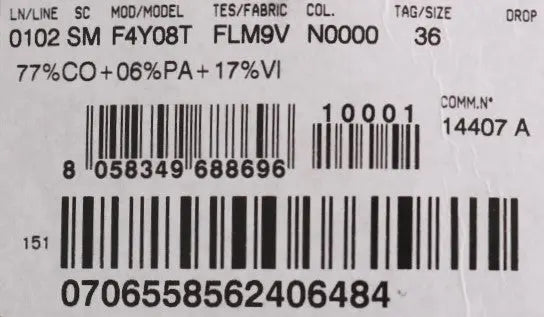 LN/LINE SC MOD/MODEL TES/FABRIC COL. TAG/SIZE DROP
0102 SM F4Y08T FLM9V N0000 36
77%CO+06%PA+17%VI
10001
COMM.N°
14407 A
8 058349 688696
151
0706558562406484